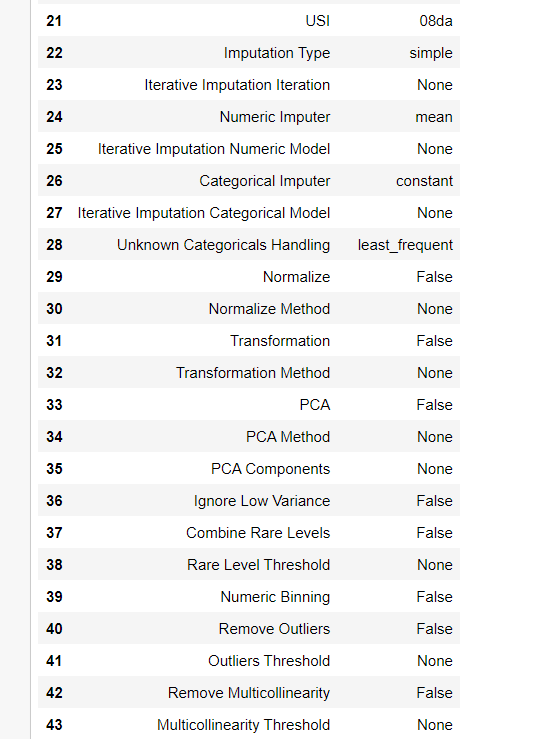 21 USI 08da
22 Imputation Type simple
23 Iterative Imputation Iteration None
24 Numeric Imputer mean
25 Iterative Imputation Numeric Model None
26 Categorical Imputer constant
27 Iterative Imputation Categorical Model None
28 Unknown Categoricals Handling least_frequent
29 Normalize False
30 Normalize Method None
31 Transformation False
32 Transformation Method None
33 PCA False
34 PCA Method None
35 PCA Components None
36 Ignore Low Variance False
37 Combine Rare Levels False
38 Rare Level Threshold None
39 Numeric Binning False
40 Remove Outliers False
41 Outliers Threshold None
42 Remove Multicollinearity False
43 Multicollinearity Threshold None